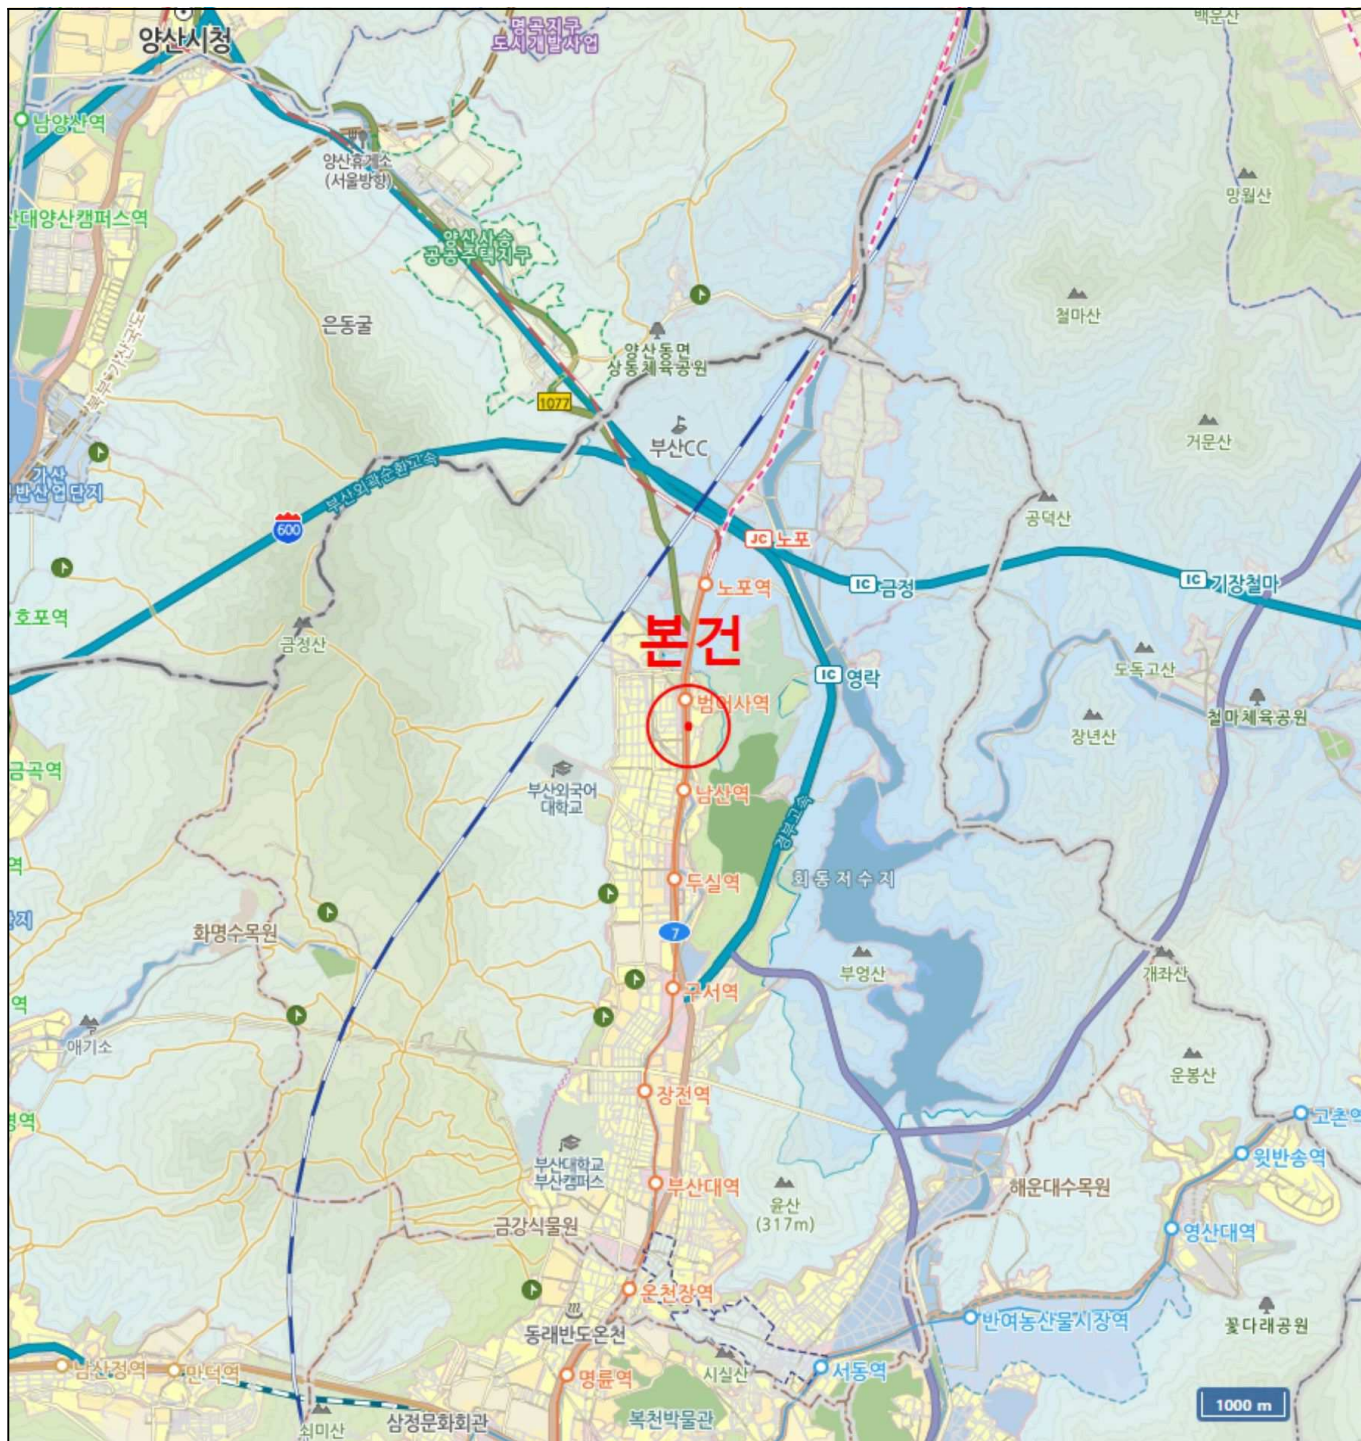 백운산
명곡지구
도시개발사업
양산시청
남양산역
양산휴게소
(서울방향)
망월산
산대양산캠퍼스역
양산사송
공공주택지구
철마산
은동굴
양산동면
상동체육공원
1077
거문산
부산CC
부산외곽순환고속
가산
공덕산
600
JC 노포
노포역
IC 금정
IC 기장철마
호포역
금정산
본건
도독고산
IC 영락
범어사역
철마체육공원
장년산
금곡역
부산외국어
대학교
남산역
경부고속
두실역
회동저수지
역
화명수목원
7
부엉산
개좌산
구서역
역
애기소
운봉산
장전역
고촌역
부산대학교
부산캠퍼스
윗반송역
부산대역
윤산
(317m)
해운대수목원
금강식물원
영산대역
온천장역
반여농산물시장역
동래반도온천
꽃다래공원
남산정역
만덕역
명륜역
시실산
서동역
1000 m
쇠미산
삼정문화회관
복천박물관